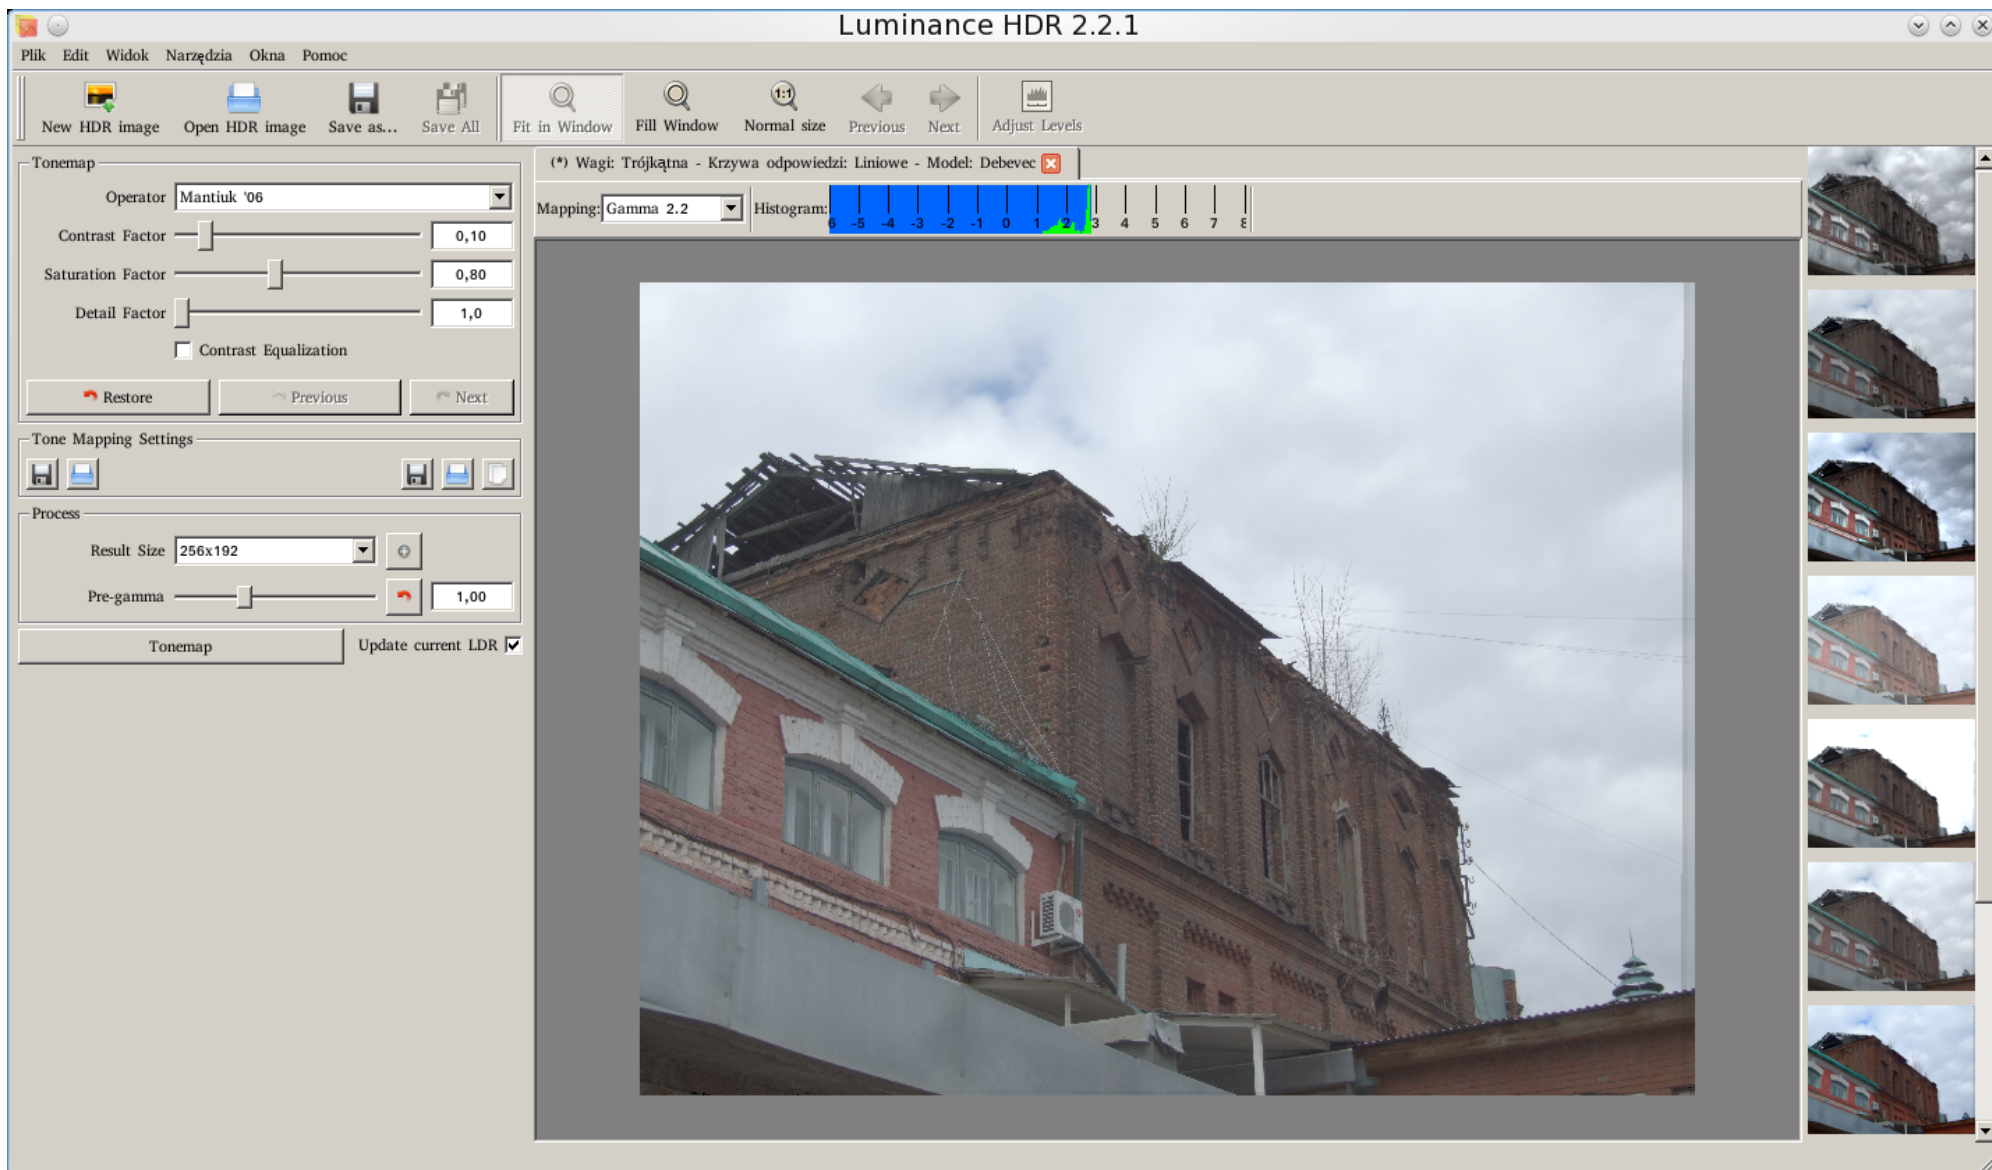 Luminance HDR 2.2.1
Plik Edit Widok Narzędzia Okna Pomoc
New HDR image Open HDR image Save as... Save All Fit in Window Fill Window Normal size Previous Next Adjust Levels
1:1
Tonemap
Operator Mantiuk '06
Contrast Factor 0,10
Saturation Factor 0,80
Detail Factor 1,0
Contrast Equalization
Restore Previous Next
Tone Mapping Settings
Process
Result Size 256x192
Pre-gamma 1,00
Tonemap Update current LDR
(*) Wagi: Trójkątna - Krzywa odpowiedzi: Liniowe - Model: Debevec
Mapping: Gamma 2.2 Histogram:
6 -5 -4 -3 -2 -1 0 1 2 3 4 5 6 7 8